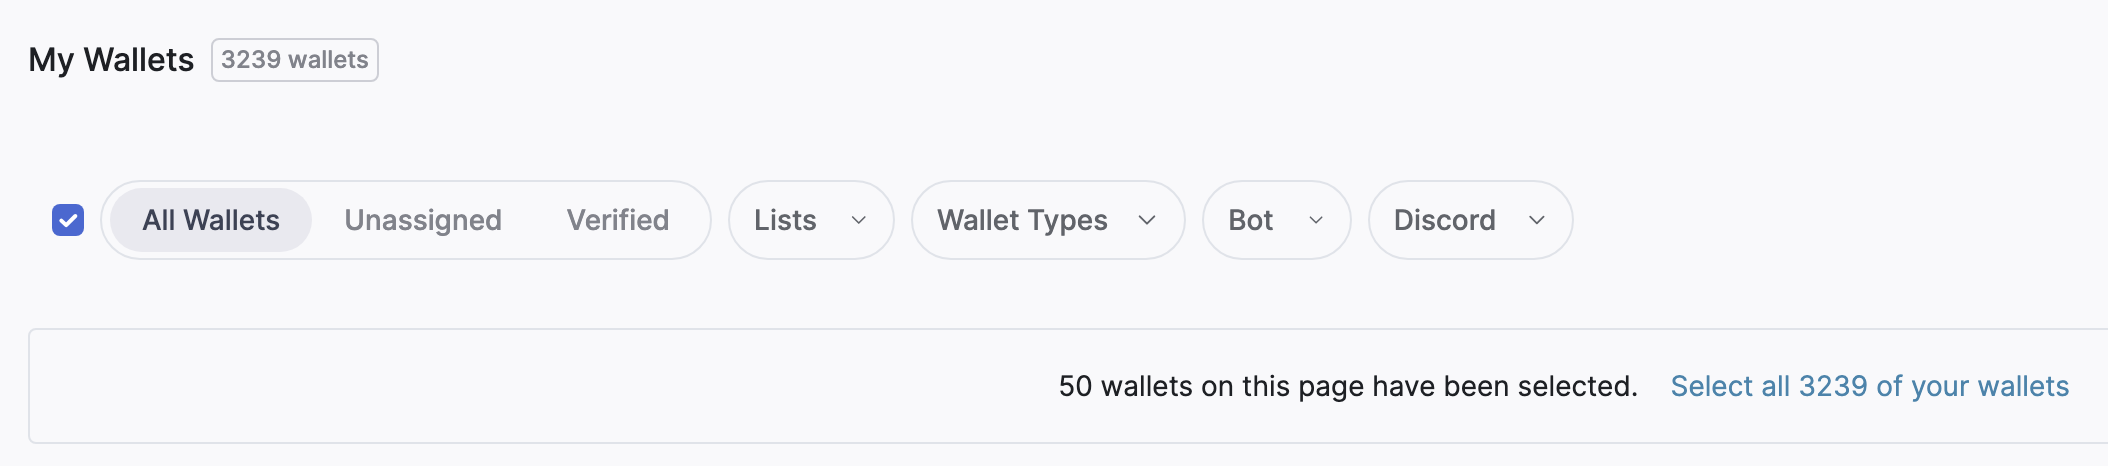 My Wallets 3239 wallets
All Wallets Unassigned Verified Lists Wallet Types Bot Discord
50 wallets on this page have been selected. Select all 3239 of your wallets